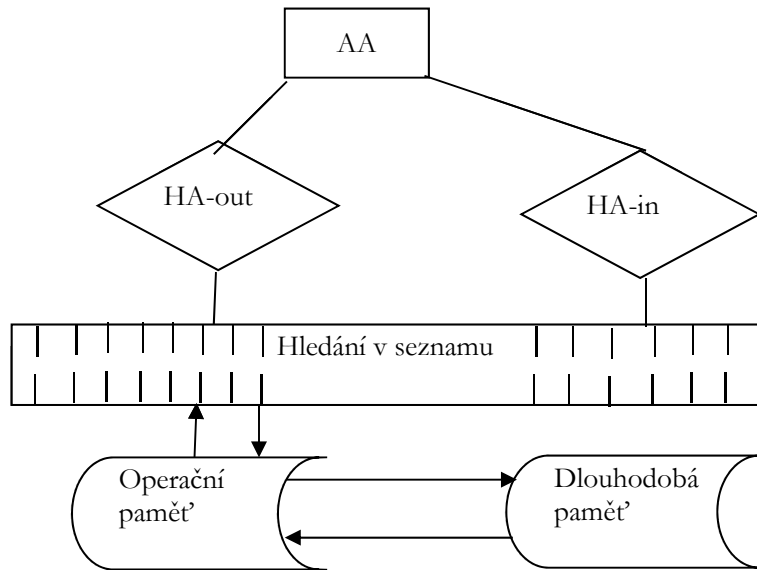 AA
HA-out
HA-in
Hledání v seznamu
Operační
paměť
Dlouhodobá
paměť